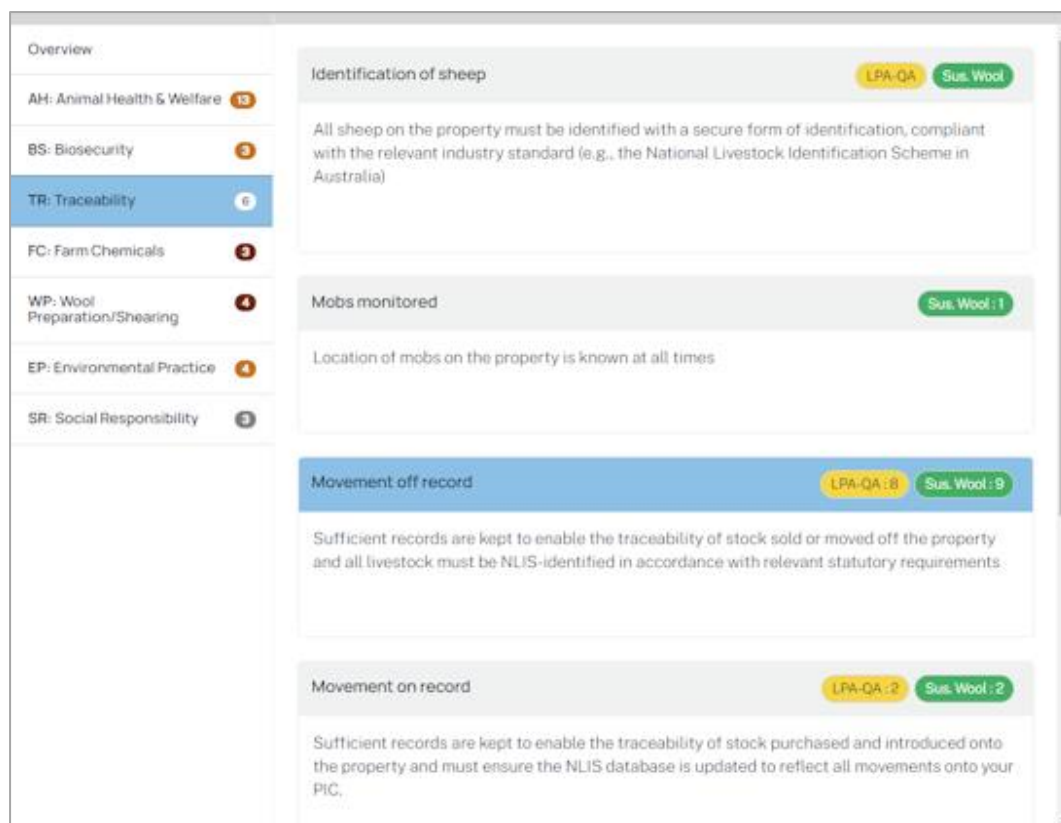 Overview
AH: Animal Health & Welfare 13
BS: Biosecurity 3
TR: Traceability 6
FC: Farm Chemicals 3
WP: Wool
Preparation/Shearing 4
EP: Environmental Practice 4
SR: Social Responsibility 3
Identification of sheep LPA-QA Sus. Wool
All sheep on the property must be identified with a secure form of identification, compliant
with the relevant industry standard (e.g., the National Livestock Identification Scheme in
Australia)
Mobs monitored Sus. Wool : 1
Location of mobs on the property is known at all times
Movement off record LPA-QA : 8 Sus. Wool : 9
Sufficient records are kept to enable the traceability of stock sold or moved off the property
and all livestock must be NLIS-identified in accordance with relevant statutory requirements
Movement on record LPA-QA : 2 Sus. Wool : 2
Sufficient records are kept to enable the traceability of stock purchased and introduced onto
the property and must ensure the NLIS database is updated to reflect all movements onto your
PIC.